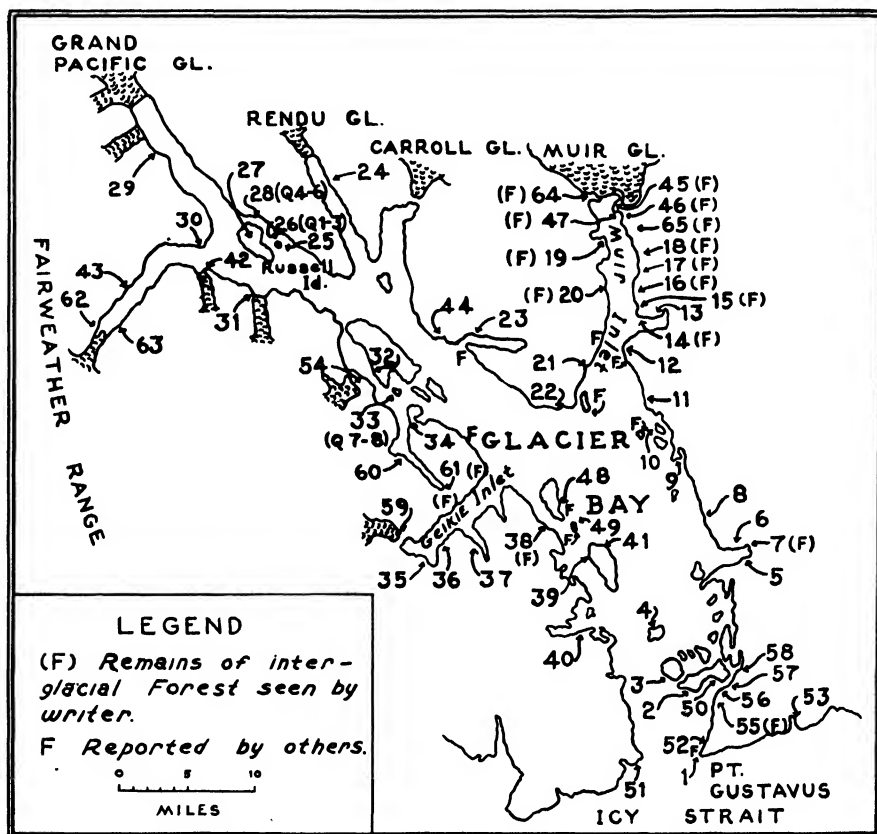 GRAND
PACIFIC GL.
RENDU GL.
CARROLL GL.
MUIR GL.
24
27
28(Q4-6)
26(Q1-3)
25
Russell
Id.
29
30
(F) 64
45(F)
46(F)
(F) 47
65(F)
Muir Inlet
(F) 19
18(F)
17(F)
16(F)
(F) 20
15(F)
13
14(F)
12
F
F
FAIRWEATHER RANGE
43
42
62
63
31
44
23
F
21
22
F
11
54
32
33
(Q 7-8)
34
F
GLACIER
F
10
9
60
61(F)
(F)
48
F
BAY
8
59
Geikie Inlet
38
(F)
49
F
41
6
7(F)
5
35
36
37
39
4
40
3
2
50
58
57
56
55(F)
53
52
F
1
51
PT.
GUSTAVUS
ICY STRAIT
LEGEND
(F) Remains of inter-
glacial Forest seen by
writer.
F Reported by others.
0 10
MILES